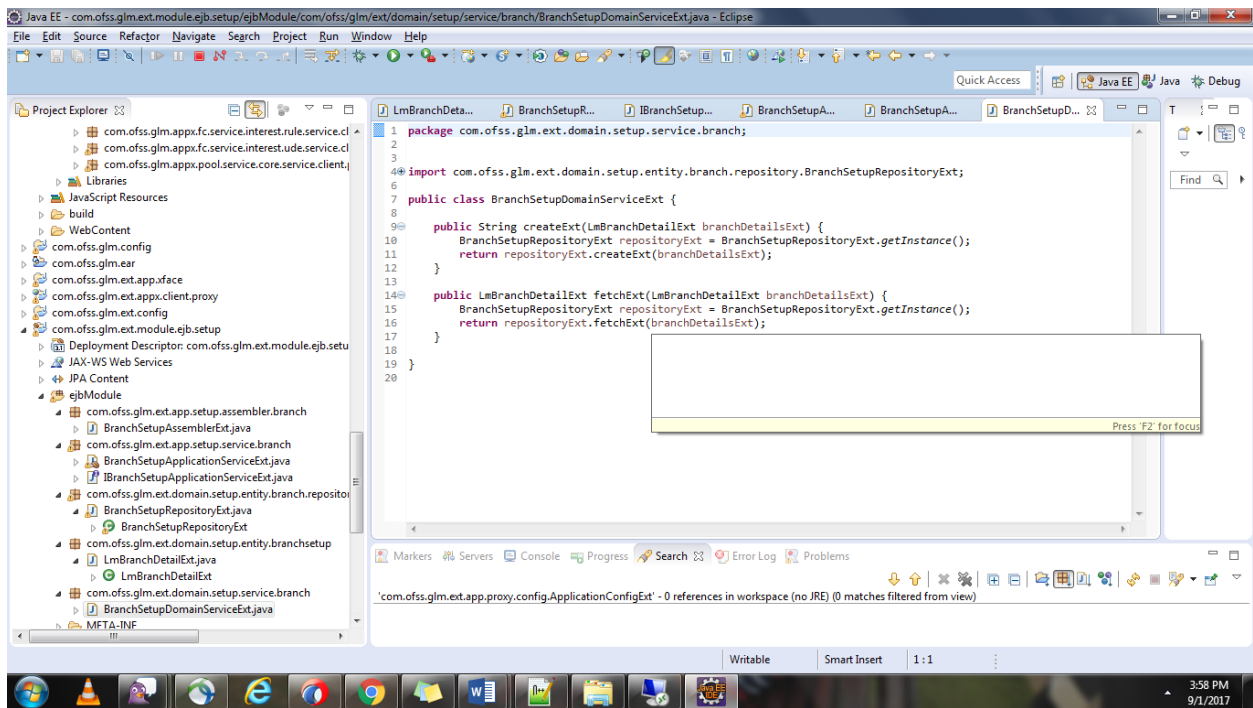 Java EE - com.ofss.glm.ext.module.ejb.setup/ejbModule/com/ofss/glm/ext/domain/setup/service/branch/BranchSetupDomainServiceExt.java - Eclipse
File Edit Source Refactor Navigate Search Project Run Window Help
Quick Access Java EE Java Debug
Project Explorer
com.ofss.glm.appx.fc.service.interest.rule.service.cl
com.ofss.glm.appx.fc.service.interest.ude.service.cl
com.ofss.glm.appx.pool.service.core.service.client.
Libraries
JavaScript Resources
build
WebContent
com.ofss.glm.config
com.ofss.glm.ear
com.ofss.glm.ext.app.xface
com.ofss.glm.ext.appx.client.proxy
com.ofss.glm.ext.config
com.ofss.glm.ext.module.ejb.setup
Deployment Descriptor: com.ofss.glm.ext.module.ejb.setu
JAX-WS Web Services
JPA Content
ejbModule
com.ofss.glm.ext.app.setup.assembler.branch
BranchSetupAssemblerExt.java
com.ofss.glm.ext.app.setup.service.branch
BranchSetupApplicationServiceExt.java
IBranchSetupApplicationServiceExt.java
com.ofss.glm.ext.domain.setup.entity.branch.reposito
BranchSetupRepositoryExt.java
BranchSetupRepositoryExt
com.ofss.glm.ext.domain.setup.entity.branchsetup
LmBranchDetailExt.java
LmBranchDetailExt
com.ofss.glm.ext.domain.setup.service.branch
BranchSetupDomainServiceExt.java
META-INF
LmBranchDeta... BranchSetupR... IBranchSetup... BranchSetupA... BranchSetupA... BranchSetupD...
1 package com.ofss.glm.ext.domain.setup.service.branch;
2
3
4 import com.ofss.glm.ext.domain.setup.entity.branch.repository.BranchSetupRepositoryExt;
6
7 public class BranchSetupDomainServiceExt {
8
9 public String createExt(LmBranchDetailExt branchDetailsExt) {
10 BranchSetupRepositoryExt repositoryExt = BranchSetupRepositoryExt.getInstance();
11 return repositoryExt.createExt(branchDetailsExt);
12 }
13
14 public LmBranchDetailExt fetchExt(LmBranchDetailExt branchDetailsExt) {
15 BranchSetupRepositoryExt repositoryExt = BranchSetupRepositoryExt.getInstance();
16 return repositoryExt.fetchExt(branchDetailsExt);
17 }
18
19 }
20
Press 'F2' for focus
T
Find
Markers Servers Console Progress Search Error Log Problems
'com.ofss.glm.ext.app.proxy.config.ApplicationConfigExt' - 0 references in workspace (no JRE) (0 matches filtered from view)
Writable Smart Insert 1 : 1
3:58 PM
9/1/2017